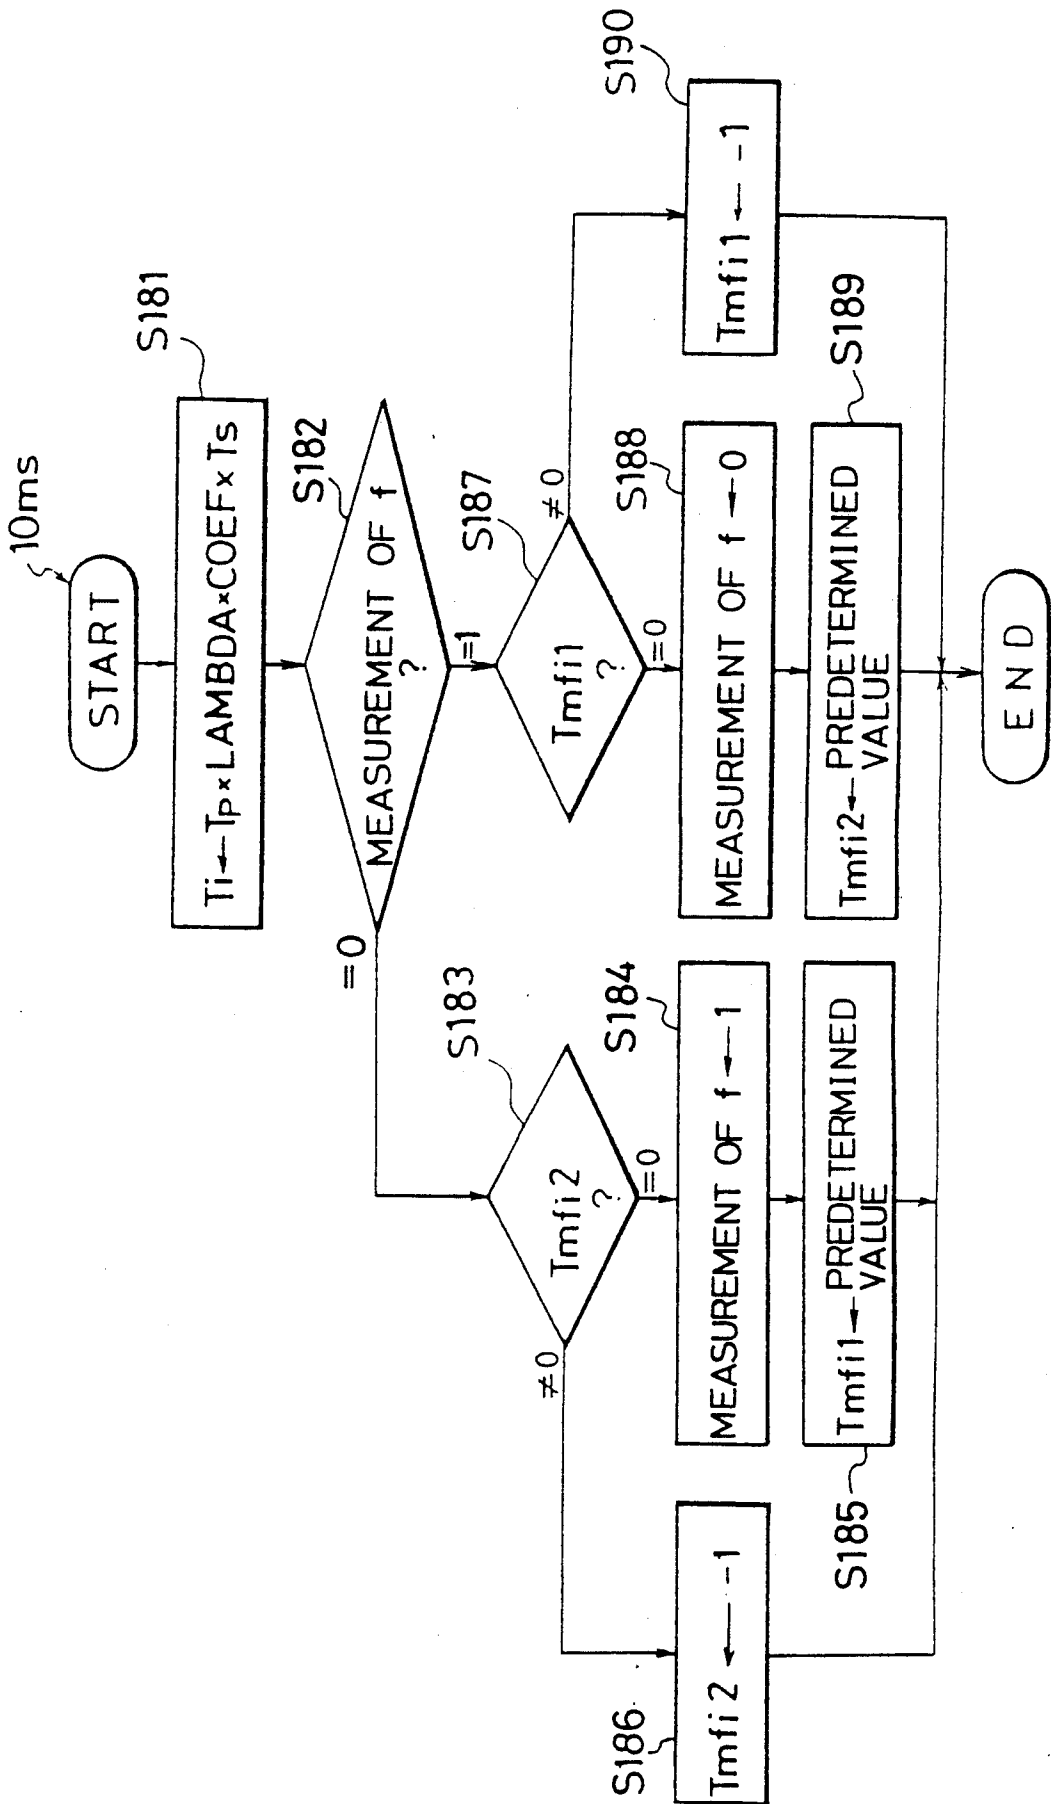 10ms
START
S181
Ti←Tp×LAMBDA×COEF×Ts
S182
MEASUREMENT OF f
?
=0
=1
S183
Tmfi2
?
≠0
=0
S187
Tmfi1
?
≠0
=0
S186
Tmfi2 ← -1
S184
MEASUREMENT OF f ← 1
S188
MEASUREMENT OF f ← 0
S190
Tmfi1 ← -1
S185
Tmfi1 ← PREDETERMINED
VALUE
S189
Tmfi2 ← PREDETERMINED
VALUE
END